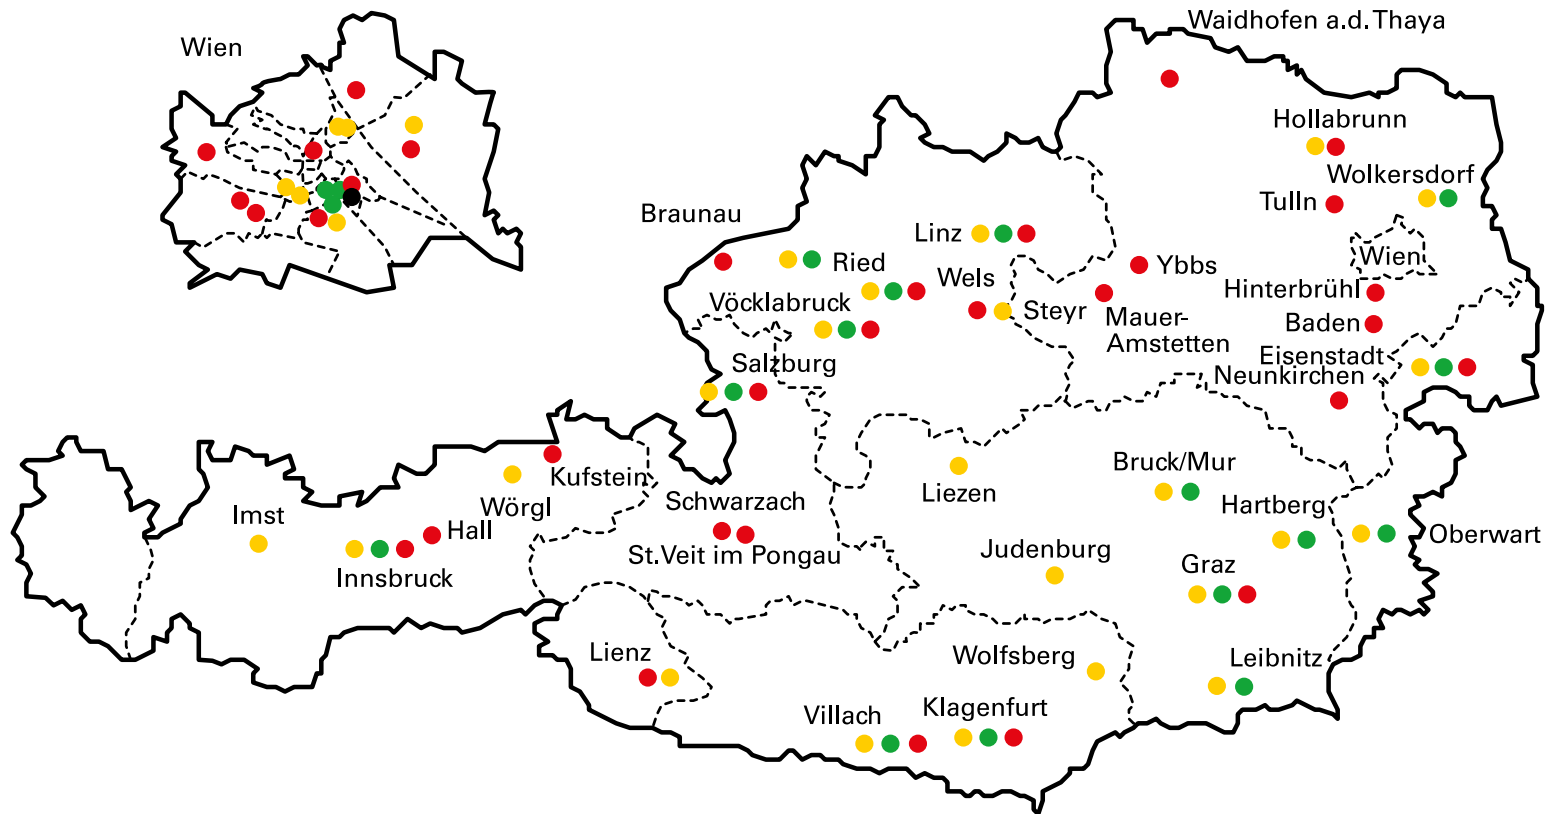 Waidhofen a.d. Thaya
Wien
Hollabrunn
Wolkersdorf
Tulln
Braunau
Linz
Wien
Ried
Wels
Ybbs
Hinterbrühl
Vöcklabruck
Steyr
Mauer-
Amstetten
Baden
Eisenstadt
Salzburg
Neunkirchen
Kufstein
Bruck/Mur
Wörgl
Liezen
Schwarzach
Hartberg
Imst
Hall
Oberwart
St. Veit im Pongau
Judenburg
Innsbruck
Graz
Lienz
Wolfsberg
Leibnitz
Villach
Klagenfurt